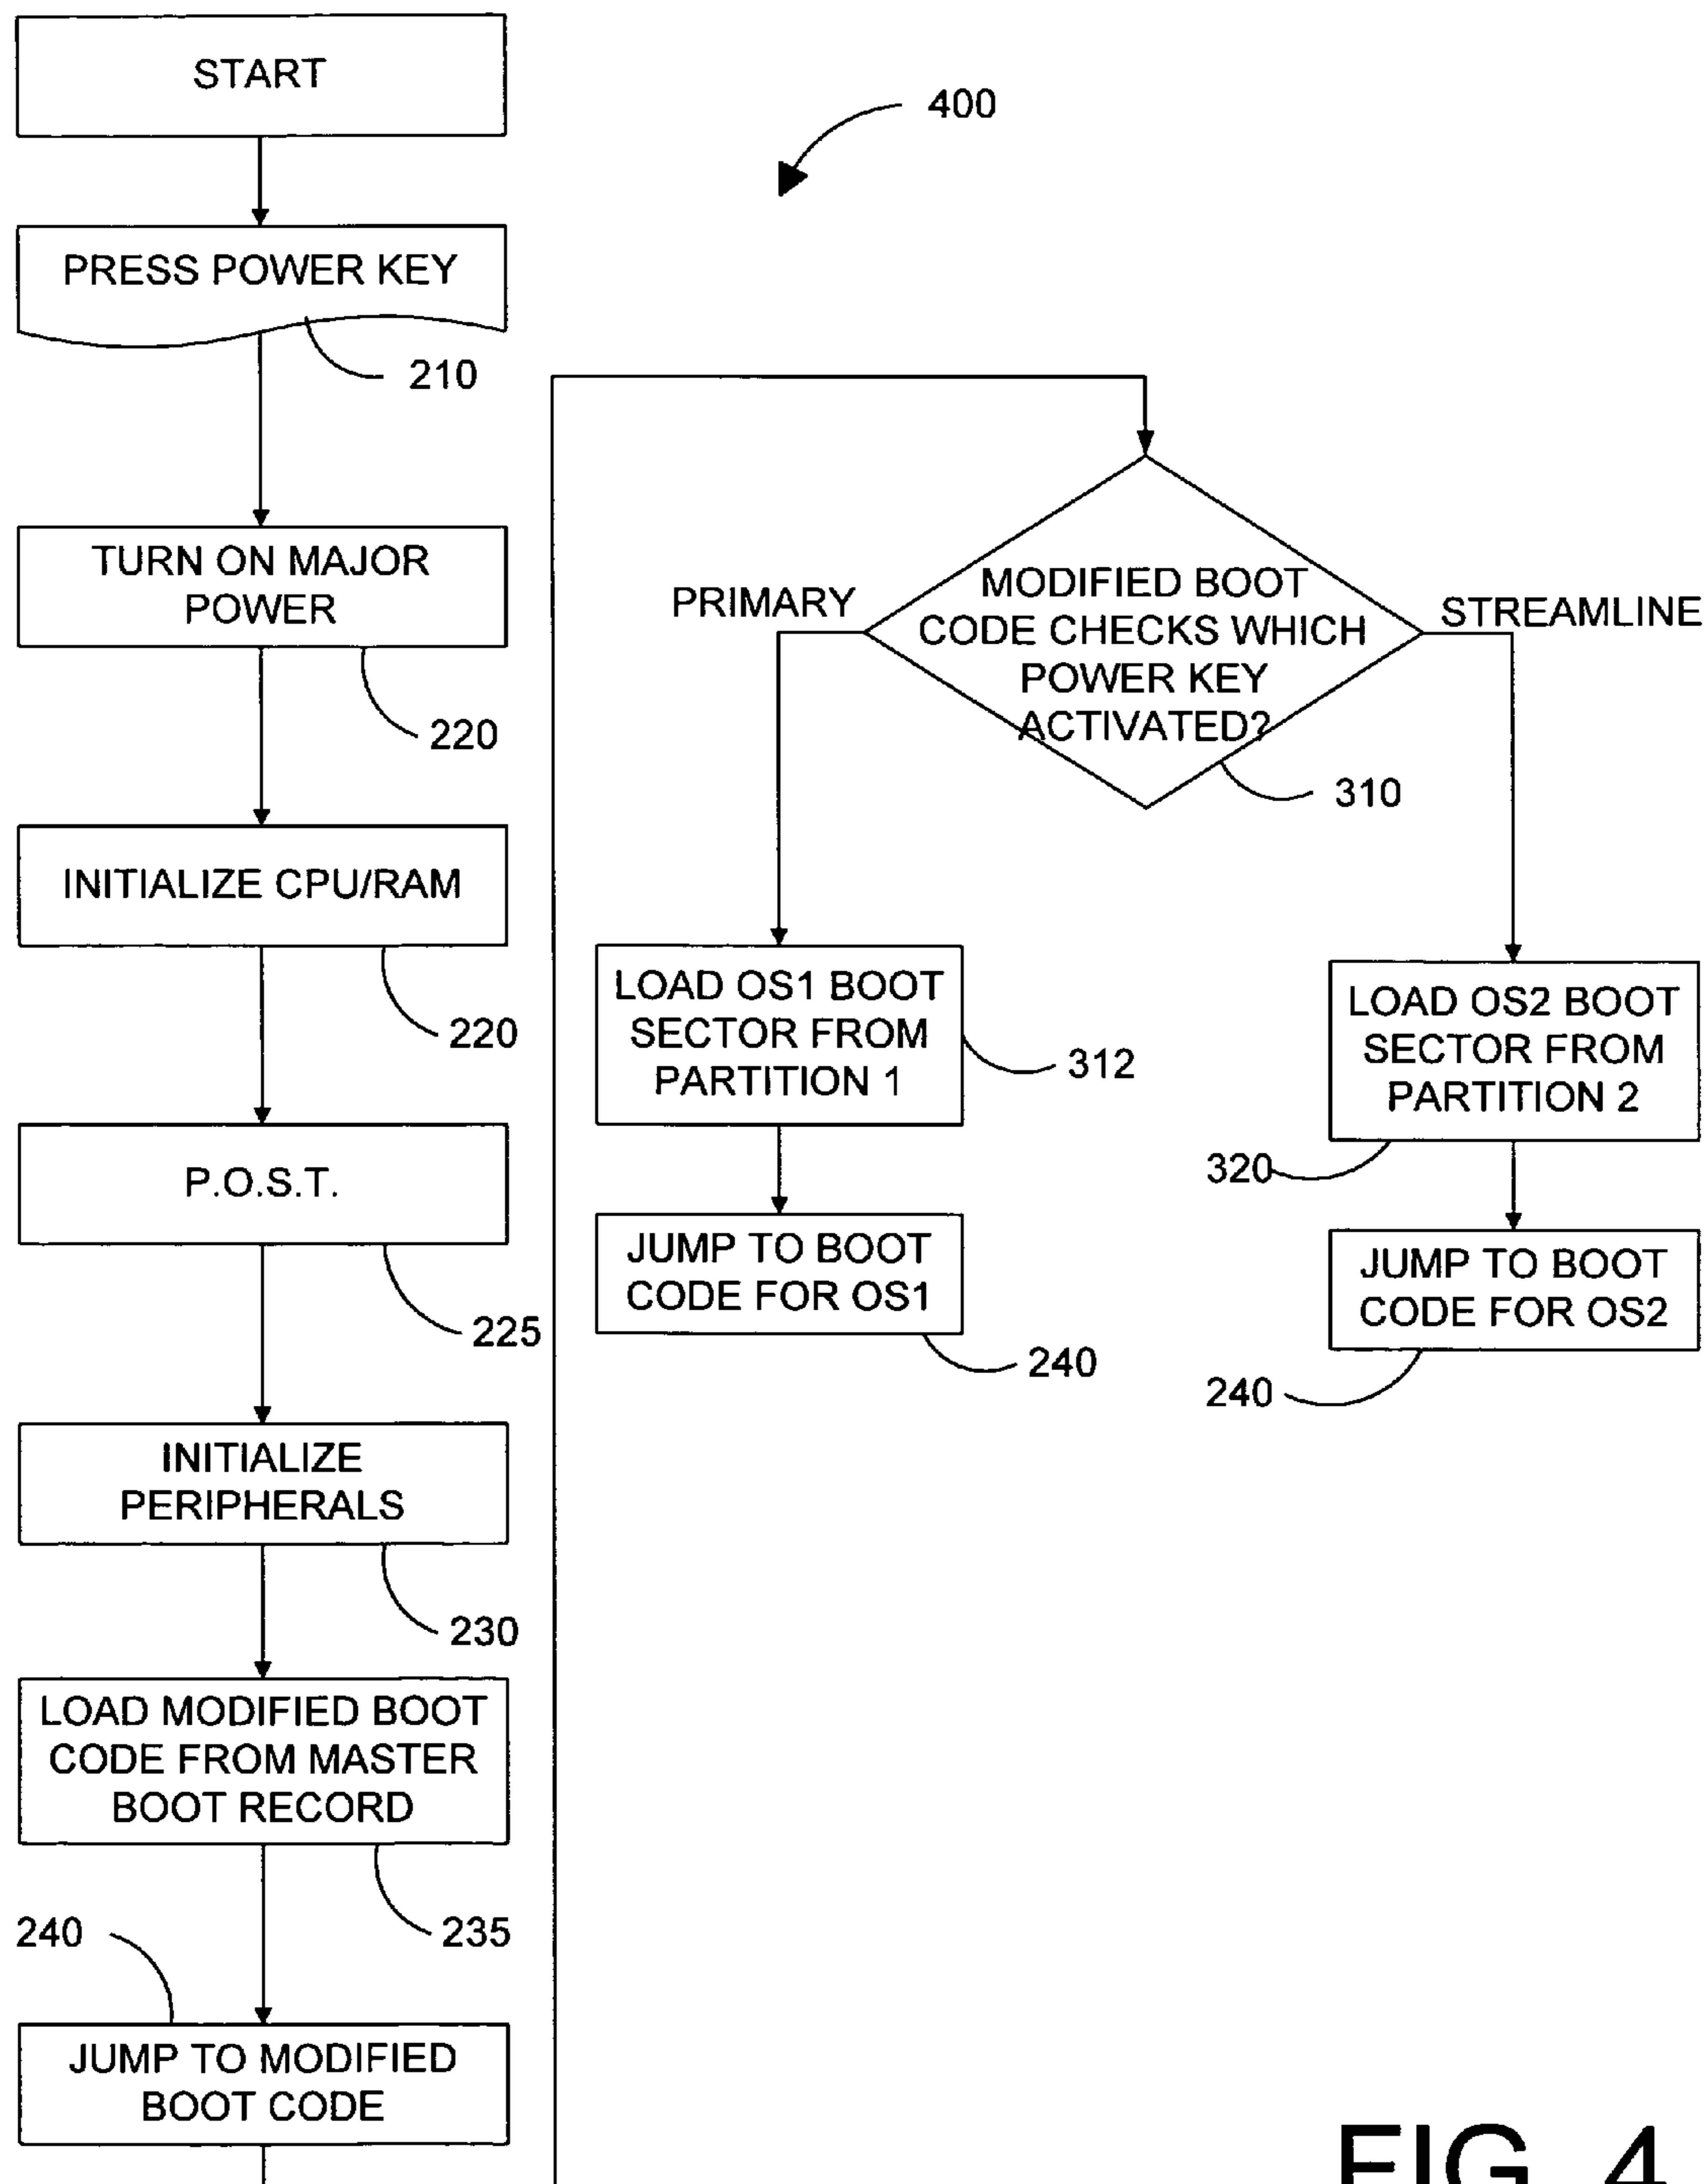 START
400
PRESS POWER KEY
210
TURN ON MAJOR
POWER
220
INITIALIZE CPU/RAM
220
P.O.S.T.
225
INITIALIZE
PERIPHERALS
230
LOAD MODIFIED BOOT
CODE FROM MASTER
BOOT RECORD
235
240
JUMP TO MODIFIED
BOOT CODE
MODIFIED BOOT
CODE CHECKS WHICH
POWER KEY
ACTIVATED?
310
PRIMARY
STREAMLINE
LOAD OS1 BOOT
SECTOR FROM
PARTITION 1
312
JUMP TO BOOT
CODE FOR OS1
240
LOAD OS2 BOOT
SECTOR FROM
PARTITION 2
320
JUMP TO BOOT
CODE FOR OS2
240
FIG. 4